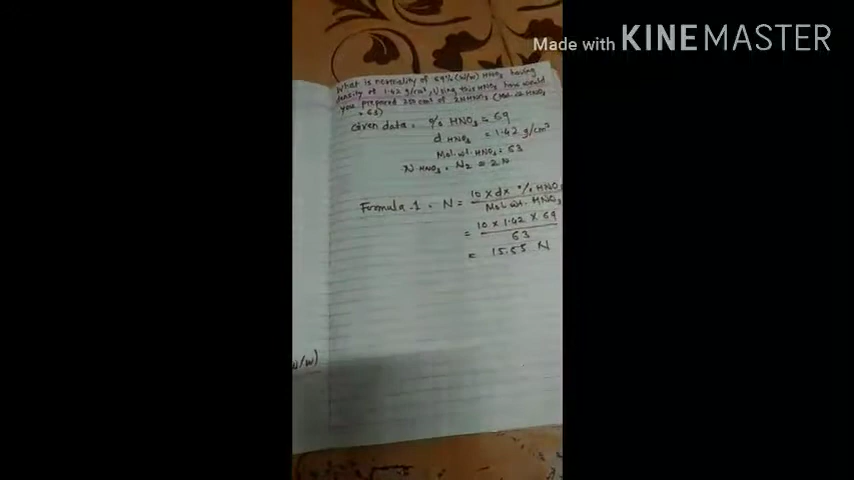 Made with KINEMASTER
What is normality of 69% (w/w) HNO3 having
density of 1.42 g/cm3, Using this HNO3 how would
you prepared 250 cm3 of 2N HNO3 (Mol. wt. HNO3
= 63)
Given data. % HNO3 = 69
d HNO3 = 1.42 g/cm3
Mol. wt. HNO3 = 63
N HNO3 = N2 = 2N
Formula 1. N = 10 x d x % HNO3
Mol. wt. HNO3
= 10 x 1.42 x 69
63
= 15.55 N
w/w)